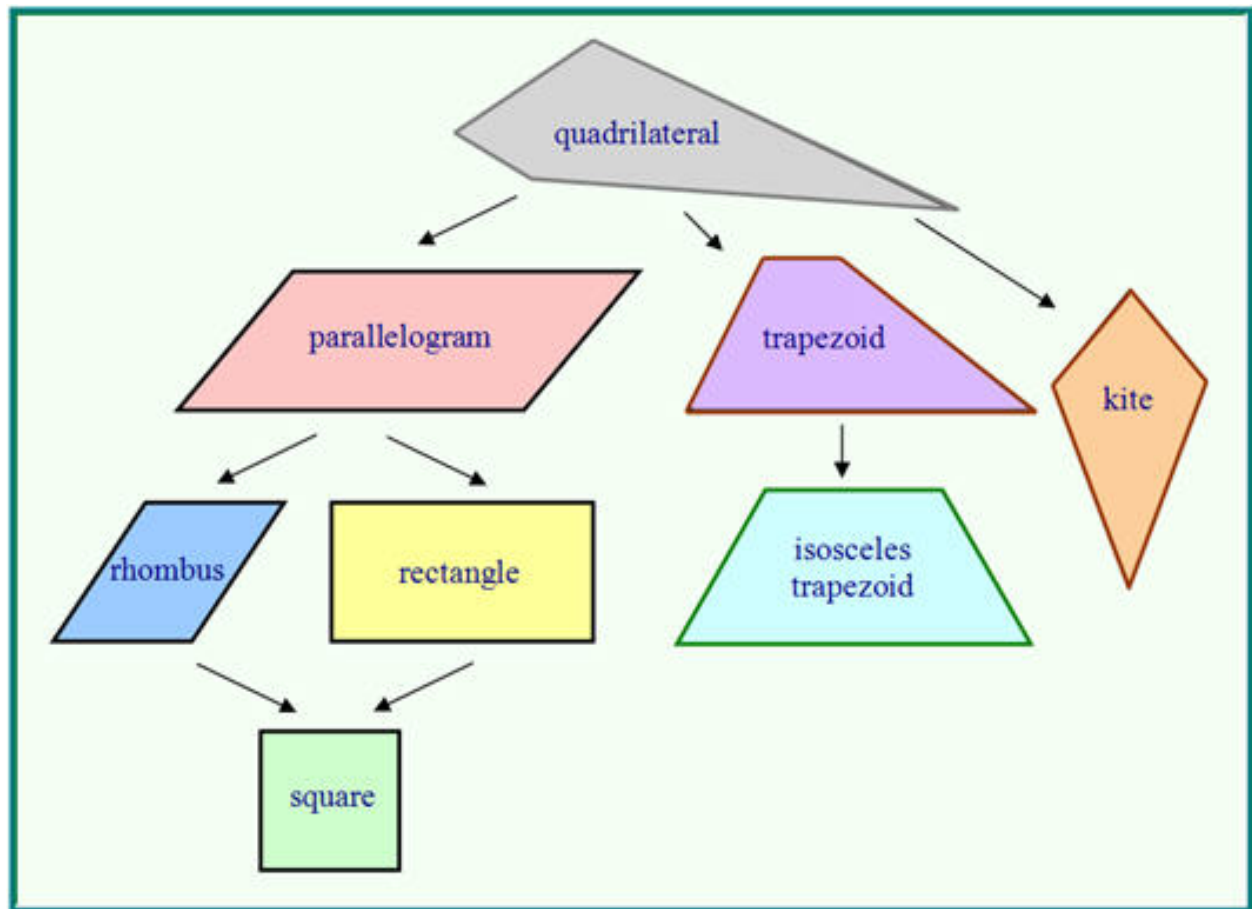 quadrilateral
parallelogram
trapezoid
kite
rhombus
rectangle
isosceles
trapezoid
square